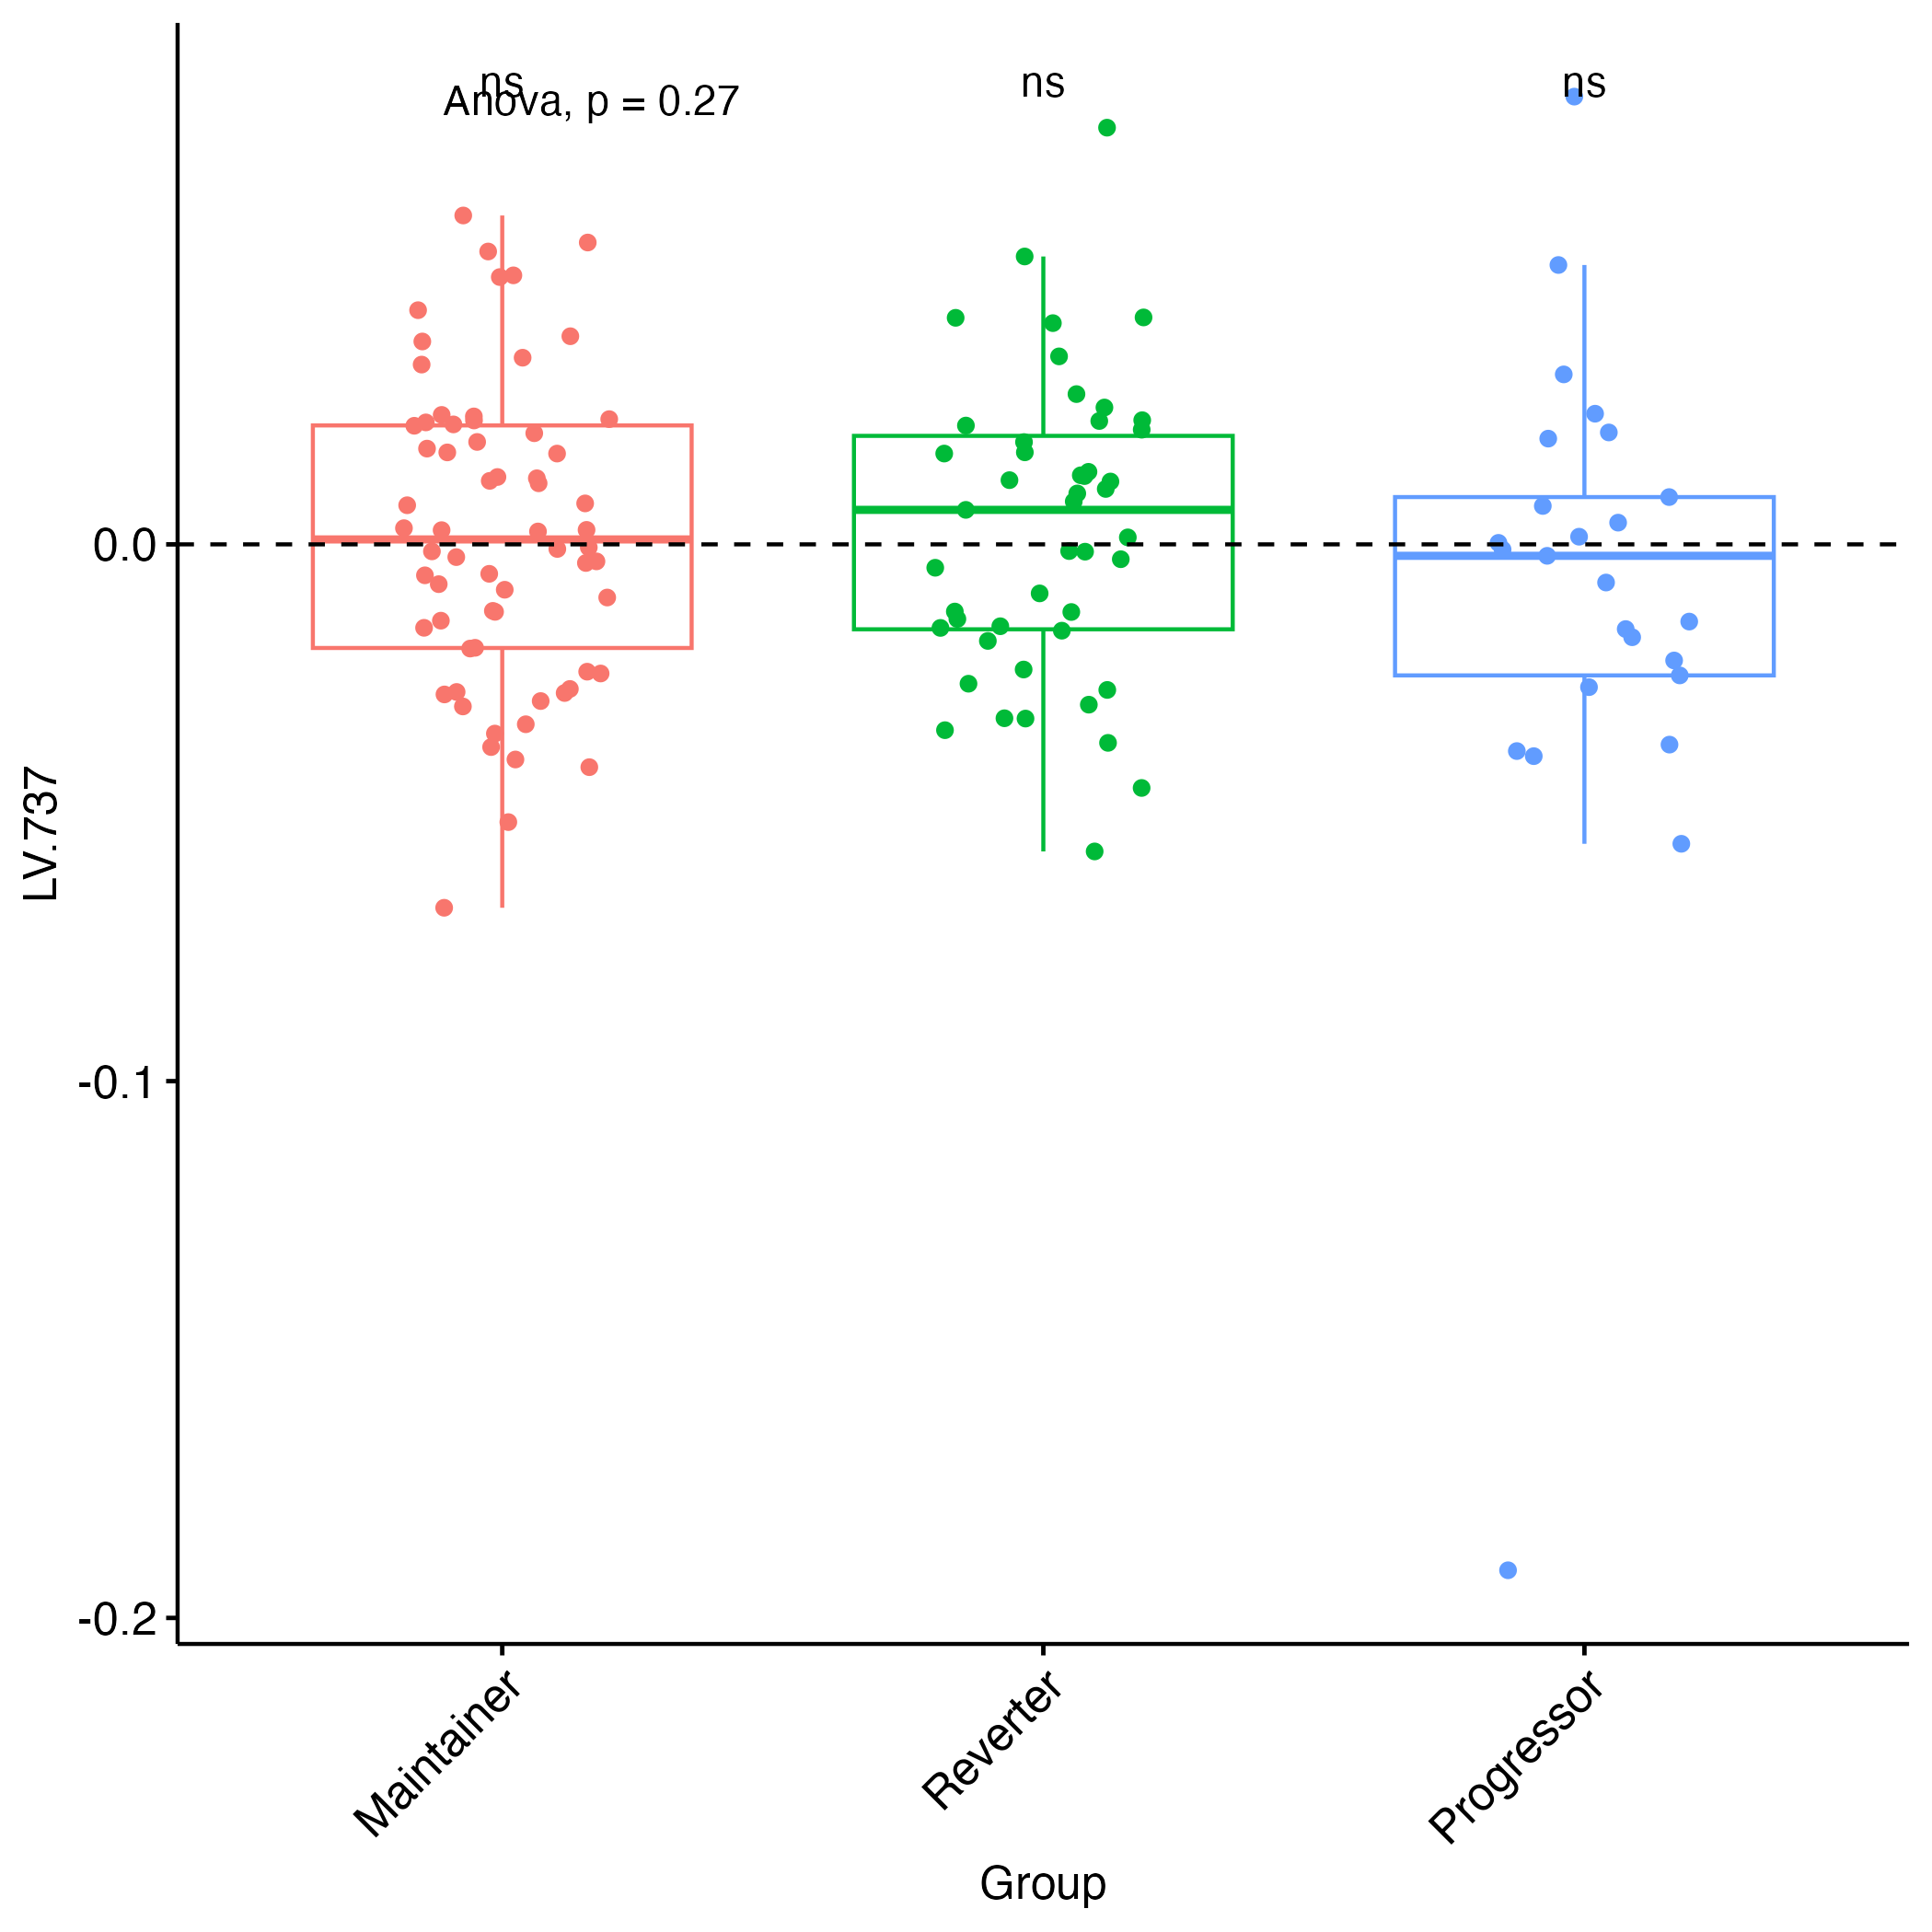 ns
ns
ns
Anova, p = 0.27
0.0
-0.1
-0.2
LV.737
Maintainer
Reverter
Progressor
Group